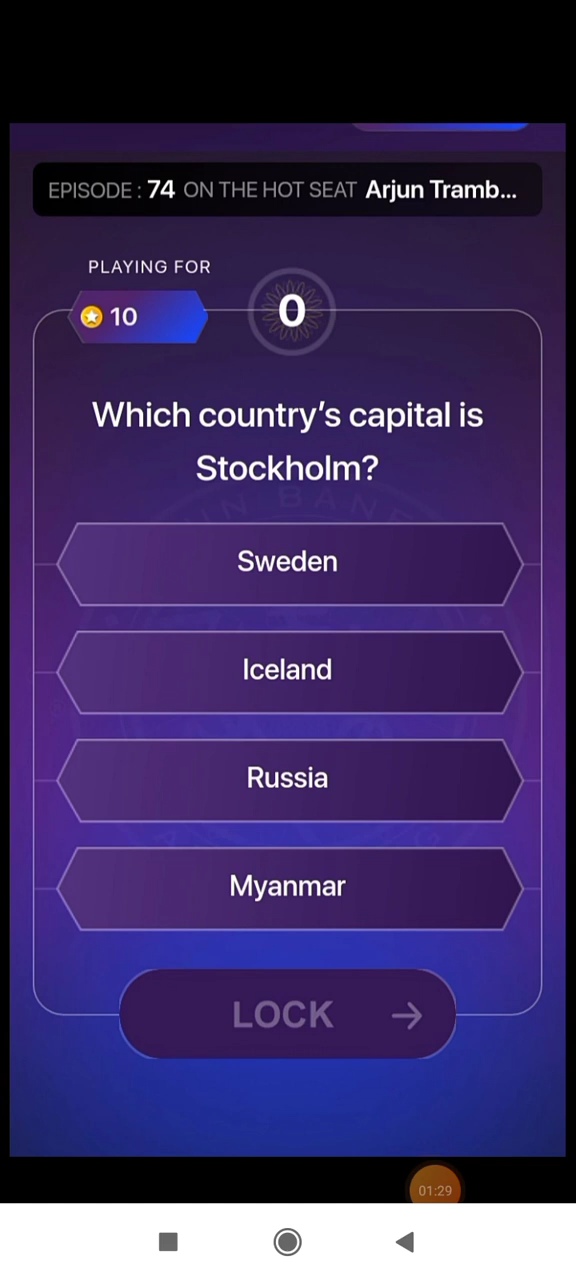 EPISODE : 74 ON THE HOT SEAT Arjun Tramb...
PLAYING FOR
10
0
Which country's capital is
Stockholm?
Sweden
Iceland
Russia
Myanmar
LOCK
01:29